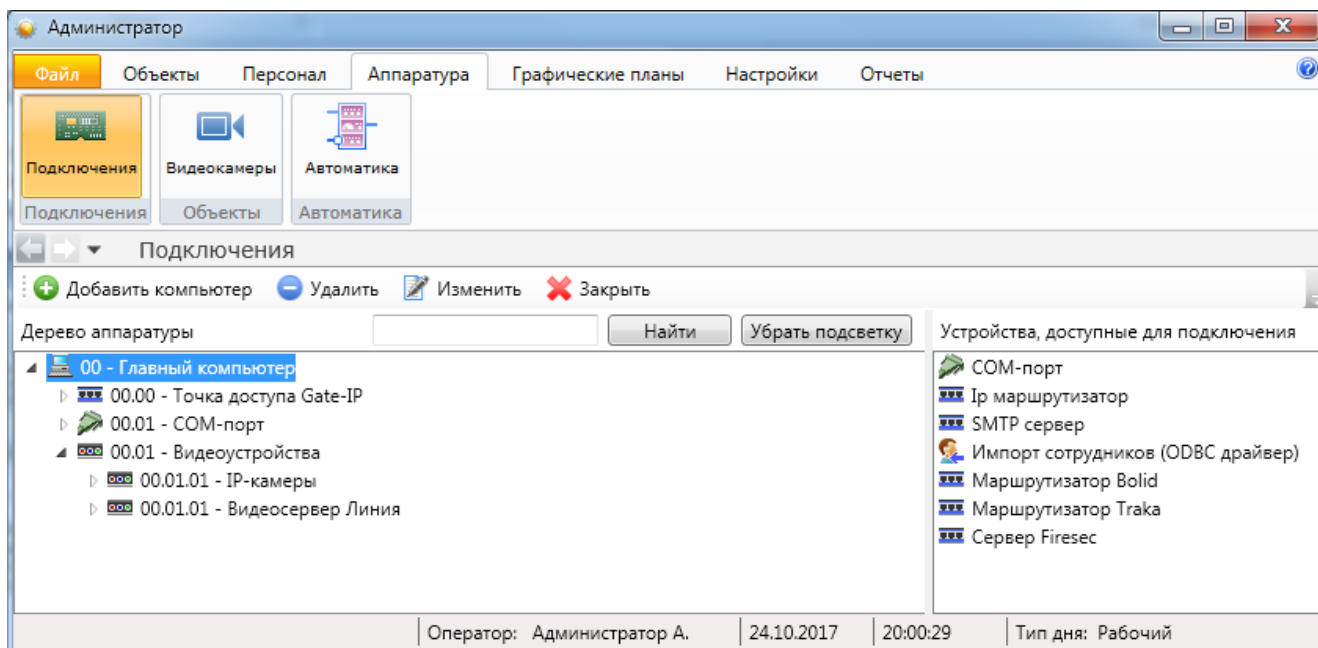 Администратор
Файл Объекты Персонал Аппаратура Графические планы Настройки Отчеты
Подключения Видеокамеры Автоматика
Подключения Объекты Автоматика
Подключения
Добавить компьютер Удалить Изменить Закрыть
Дерево аппаратуры Найти Убрать подсветку Устройства, доступные для подключения
00 - Главный компьютер COM-порт
00.00 - Точка доступа Gate-IP Ip маршрутизатор
00.01 - COM-порт SMTP сервер
00.01 - Видеоустройства Импорт сотрудников (ODBC драйвер)
00.01.01 - IP-камеры Маршрутизатор Bolid
00.01.01 - Видеосервер Линия Маршрутизатор Traka
Сервер Firesec
Оператор: Администратор А. 24.10.2017 20:00:29 Тип дня: Рабочий